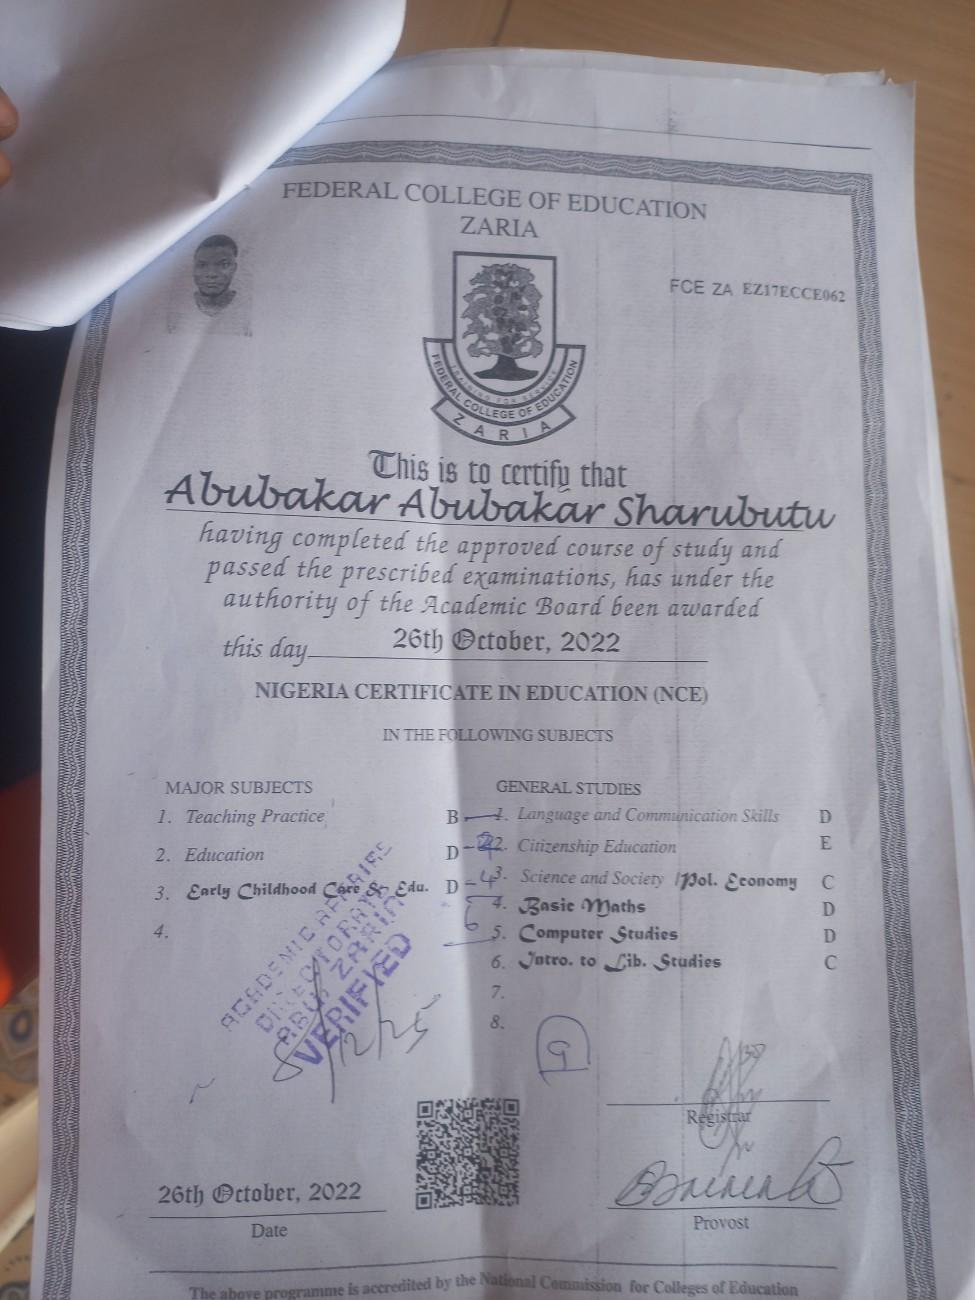 FEDERAL COLLEGE OF EDUCATION
ZARIA
FCE ZA EZ17ECCE062
TRAINING FOR SERVICE
FEDERAL COLLEGE OF EDUCATION
ZARIA
This is to certify that
Abubakar Abubakar Sharubutu
having completed the approved course of study and
passed the prescribed examinations, has under the
authority of the Academic Board been awarded
this day 26th October, 2022
NIGERIA CERTIFICATE IN EDUCATION (NCE)
IN THE FOLLOWING SUBJECTS
MAJOR SUBJECTS
1. Teaching Practice B
2. Education D
3. Early Childhood Care & Edu. D
4.
GENERAL STUDIES
1. Language and Communication Skills D
2. Citizenship Education E
3. Science and Society /Pol. Economy C
4. Basic Maths D
5. Computer Studies D
6. Intro. to Lib. Studies C
7.
8.
ACADEMIC AFFAIRS
DIRECTORATE
ABU, ZARIA
VERIFIED
8/12/25
9
Registrar
Provost
26th October, 2022
Date
The above programme is accredited by the National Commission for Colleges of Education